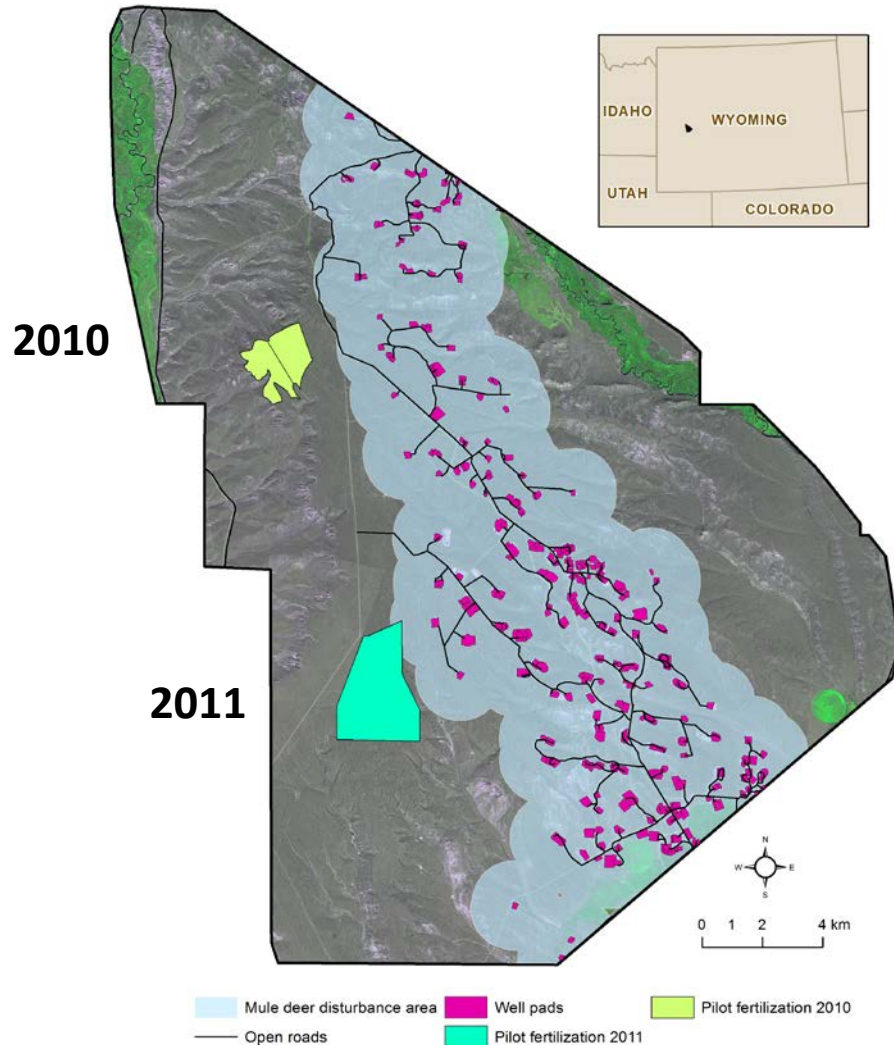 IDAHO
WYOMING
UTAH
COLORADO
2010
2011
N
W E
S
0 1 2 4 km
Mule deer disturbance area
Well pads
Pilot fertilization 2010
Open roads
Pilot fertilization 2011